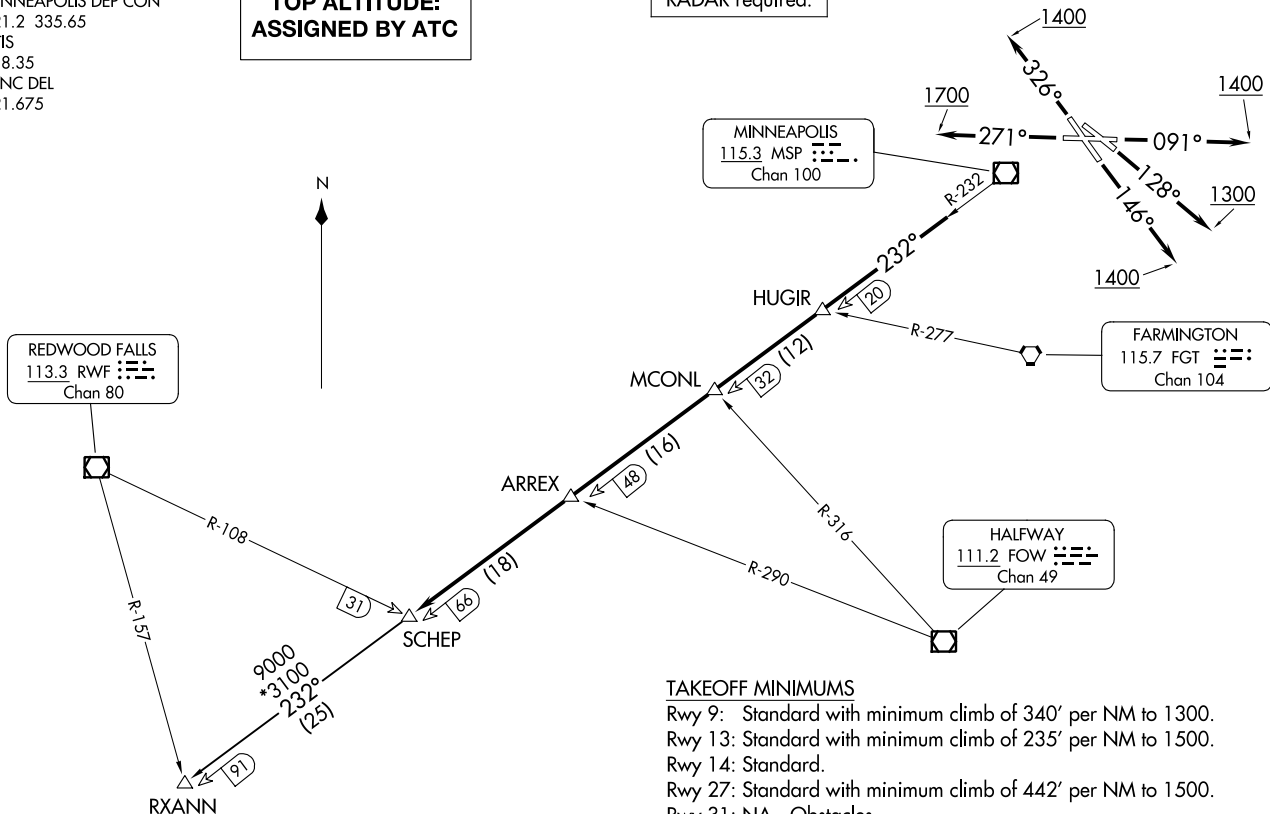 NNEAPOLIS DEP CON
21.2 335.65
TIS
8.35
NC DEL
21.675
TOP ALTITUDE:
ASSIGNED BY ATC
RADAR required.
1400
326°
1700
271°
1400
091°
128°
1300
146°
1400
MINNEAPOLIS
115.3 MSP
Chan 100
R-232
N
232°
HUGIR
20
R-277
FARMINGTON
115.7 FGT
Chan 104
(12)
MCONL
32
REDWOOD FALLS
113.3 RWF
Chan 80
(16)
ARREX
48
R-316
R-108
R-290
HALFWAY
111.2 FOW
Chan 49
(18)
31
66
SCHEP
R-157
9000
*3100
232°
(25)
91
RXANN
TAKEOFF MINIMUMS
Rwy 9: Standard with minimum climb of 340' per NM to 1300.
Rwy 13: Standard with minimum climb of 235' per NM to 1500.
Rwy 14: Standard.
Rwy 27: Standard with minimum climb of 442' per NM to 1500.
Rwy 31: NA - Obstacles.